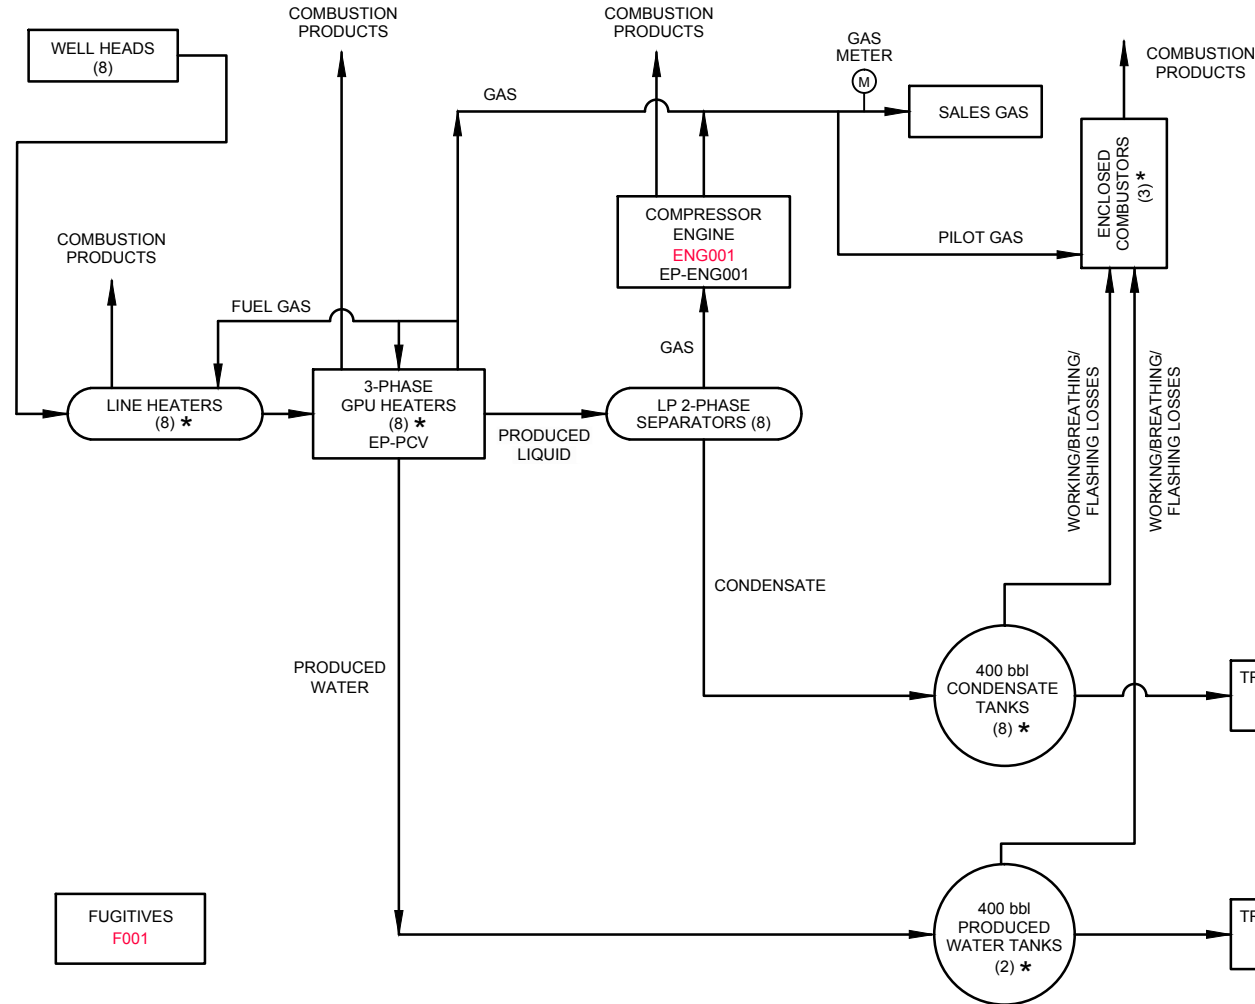 COMBUSTION
PRODUCTS
COMBUSTION
PRODUCTS
GAS
METER
M
WELL HEADS
(8)
COMBUSTION
PRODUCTS
GAS
SALES GAS
ENCLOSED
COMBUSTORS
(3) *
COMPRESSOR
ENGINE
ENG001
EP-ENG001
COMBUSTION
PRODUCTS
PILOT GAS
FUEL GAS
GAS
LINE HEATERS
(8) *
3-PHASE
GPU HEATERS
(8) *
EP-PCV
PRODUCED
LIQUID
LP 2-PHASE
SEPARATORS (8)
WORKING/BREATHING/
FLASHING LOSSES
WORKING/BREATHING/
FLASHING LOSSES
CONDENSATE
PRODUCED
WATER
400 bbl
CONDENSATE
TANKS
(8) *
FUGITIVES
F001
400 bbl
PRODUCED
WATER TANKS
(2) *